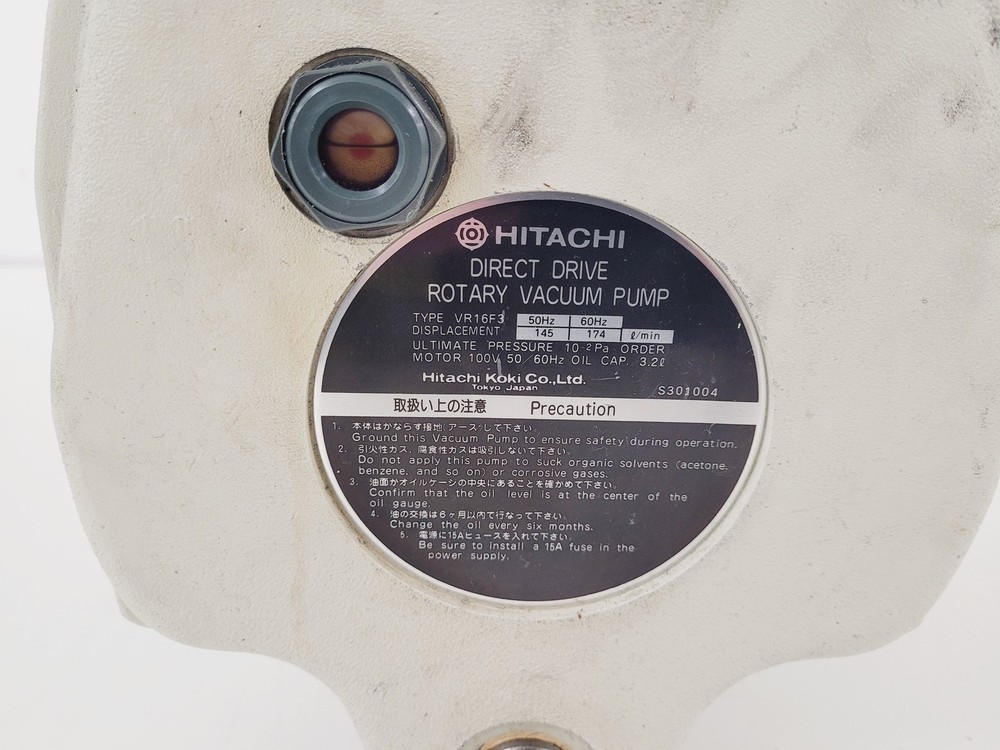 HITACHI
DIRECT DRIVE
ROTARY VACUUM PUMP
TYPE VR16F3 50Hz 60Hz
DISPLACEMENT 145 174 ℓ/min
ULTIMATE PRESSURE 10⁻²Pa ORDER
MOTOR 100V 50/60Hz OIL CAP. 3.2ℓ
Hitachi Koki Co.,Ltd.
Tokyo Japan
S301004
取扱い上の注意 Precaution
1. 本体はかならず接地(アース)して下さい。
Ground this Vacuum Pump to ensure safety during operation.
2. 引火性ガス、腐食性ガスは吸引しないで下さい。
Do not apply this pump to suck organic solvents (acetone,
benzene, and so on) or corrosive gases.
3. 油面がオイルゲージの中央にあることを確かめて下さい。
Confirm that the oil level is at the center of the
oil gauge.
4. 油の交換は6ヶ月以内で行なって下さい。
Change the oil every six months.
5. 電源に15Aヒューズを入れて下さい。
Be sure to install a 15A fuse in the
power supply.